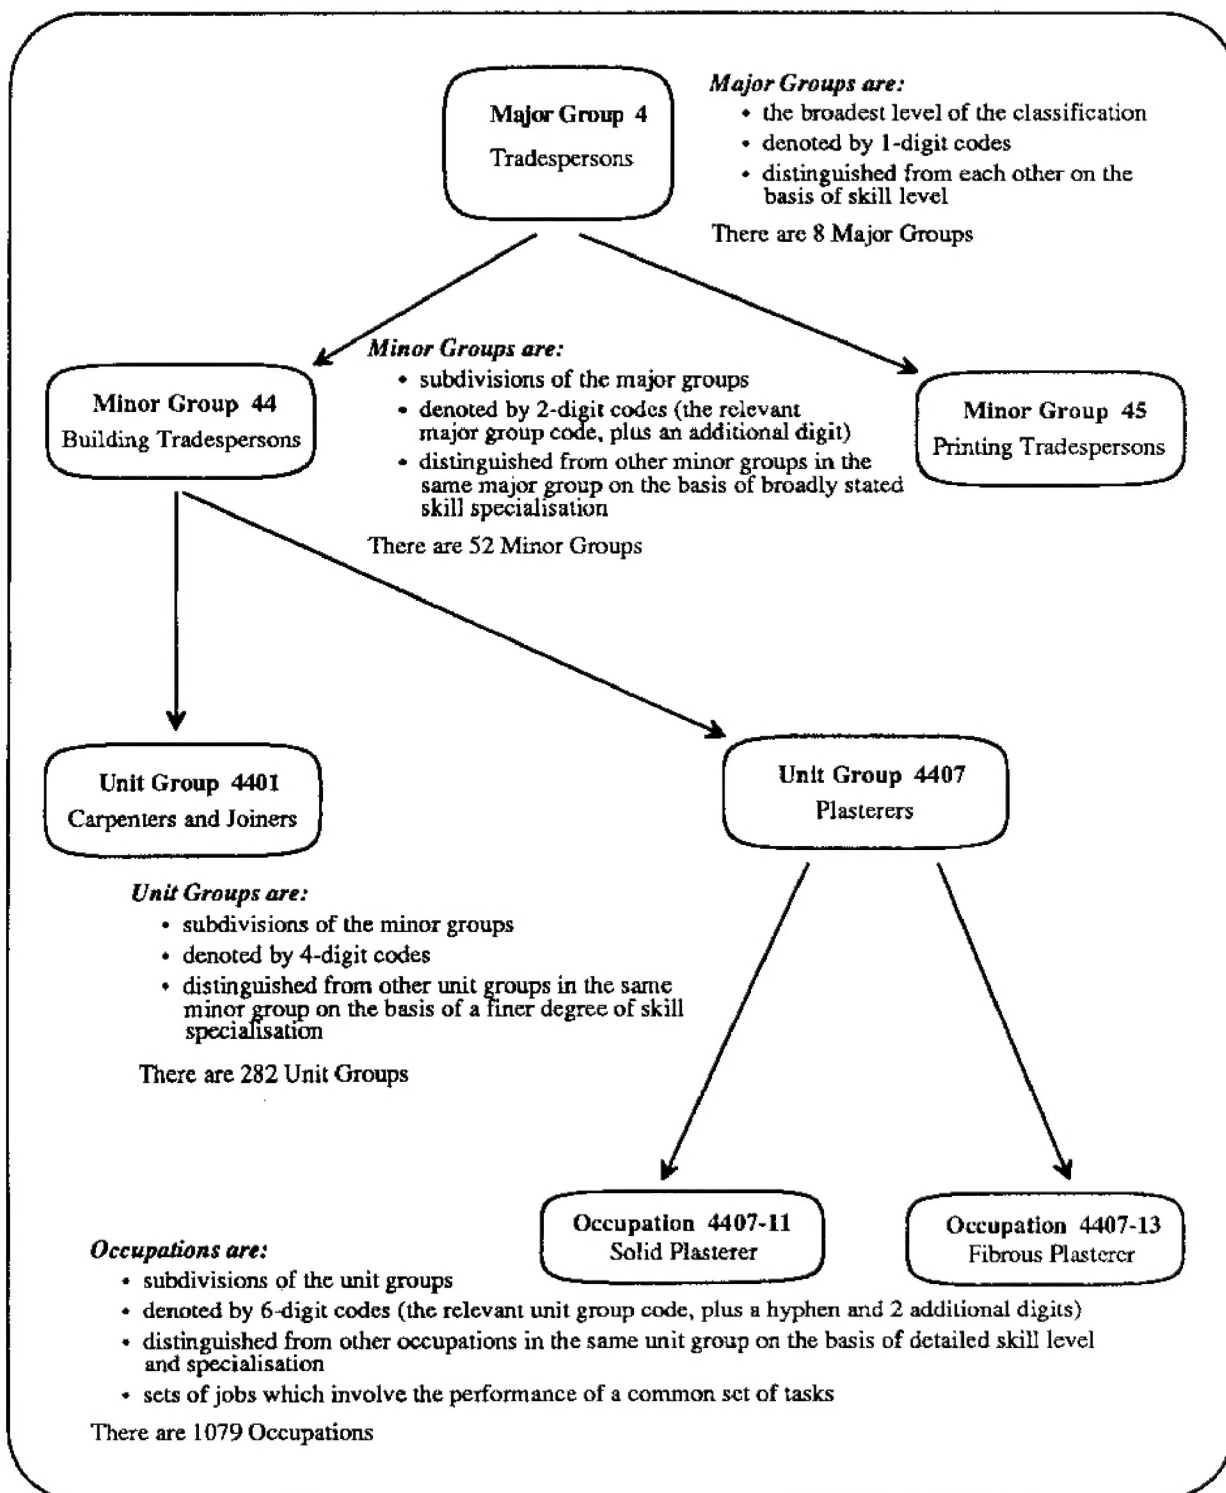 Major Group 4
Tradespersons
Major Groups are:
• the broadest level of the classification
• denoted by 1-digit codes
• distinguished from each other on the
basis of skill level
There are 8 Major Groups
Minor Group 44
Building Tradespersons
Minor Groups are:
• subdivisions of the major groups
• denoted by 2-digit codes (the relevant
major group code, plus an additional digit)
• distinguished from other minor groups in the
same major group on the basis of broadly stated
skill specialisation
There are 52 Minor Groups
Minor Group 45
Printing Tradespersons
Unit Group 4401
Carpenters and Joiners
Unit Group 4407
Plasterers
Unit Groups are:
• subdivisions of the minor groups
• denoted by 4-digit codes
• distinguished from other unit groups in the same
minor group on the basis of a finer degree of skill
specialisation
There are 282 Unit Groups
Occupation 4407-11
Solid Plasterer
Occupation 4407-13
Fibrous Plasterer
Occupations are:
• subdivisions of the unit groups
• denoted by 6-digit codes (the relevant unit group code, plus a hyphen and 2 additional digits)
• distinguished from other occupations in the same unit group on the basis of detailed skill level
and specialisation
• sets of jobs which involve the performance of a common set of tasks
There are 1079 Occupations